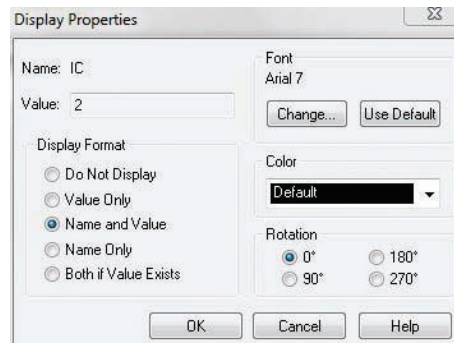 Display Properties
Name: IC
Value: 2
Font
Arial 7
Change...
Use Default
Display Format
Do Not Display
Value Only
Name and Value
Name Only
Both if Value Exists
Color
Default
Rotation
0° 180°
90° 270°
OK Cancel Help